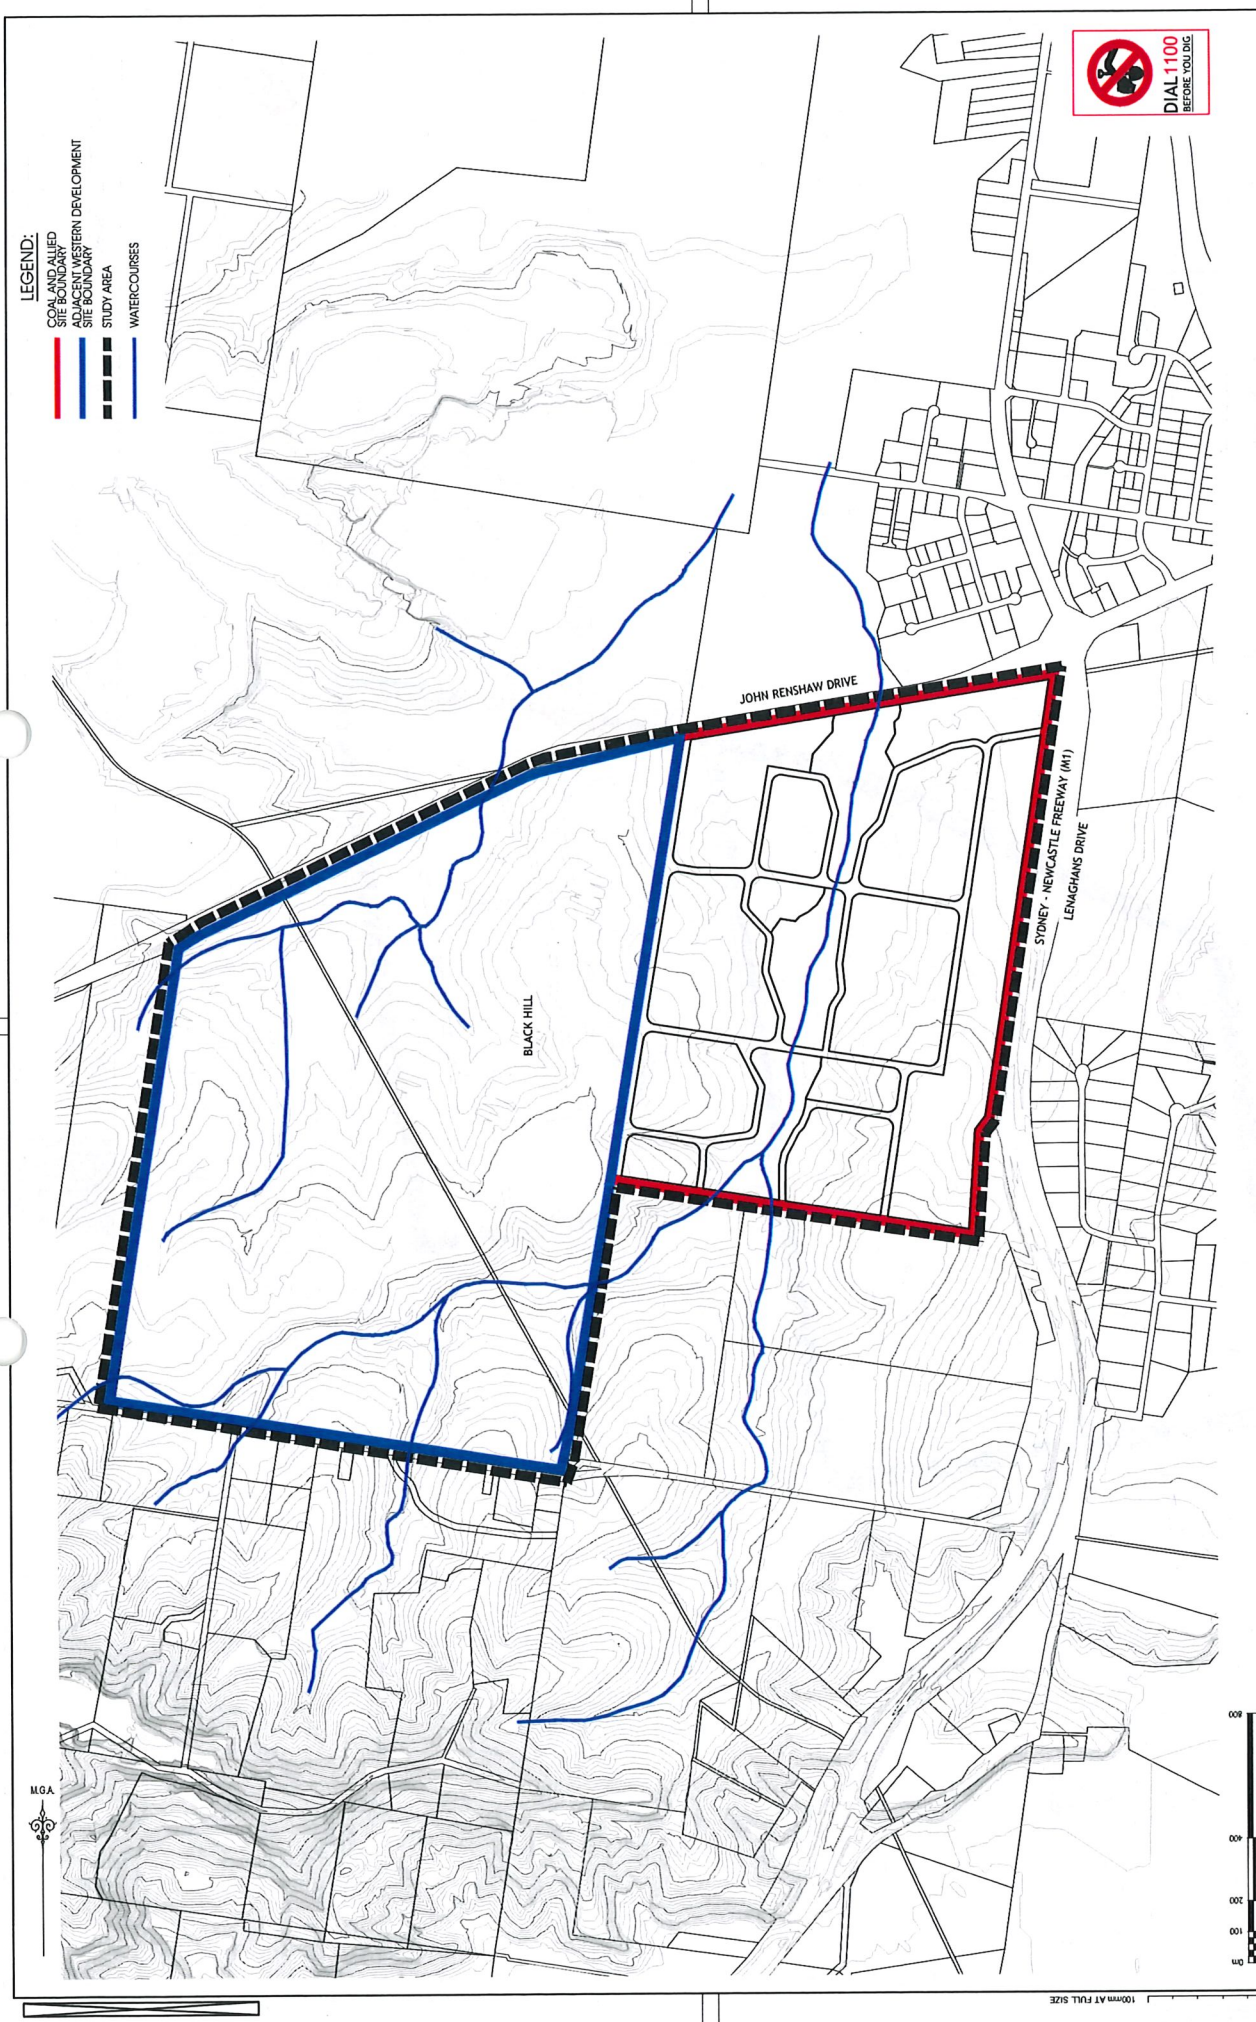 LEGEND:
COAL AND ALLIED
SITE BOUNDARY
ADJACENT WESTERN DEVELOPMENT
SITE BOUNDARY
STUDY AREA
WATERCOURSES
DIAL 1100
BEFORE YOU DIG
JOHN RENSHAW DRIVE
SYDNEY - NEWCASTLE FREEWAY (M1)
LENAGHANS DRIVE
BLACK HILL
M.G.A.
0m 100 200 400 800
100mm AT FULL SIZE